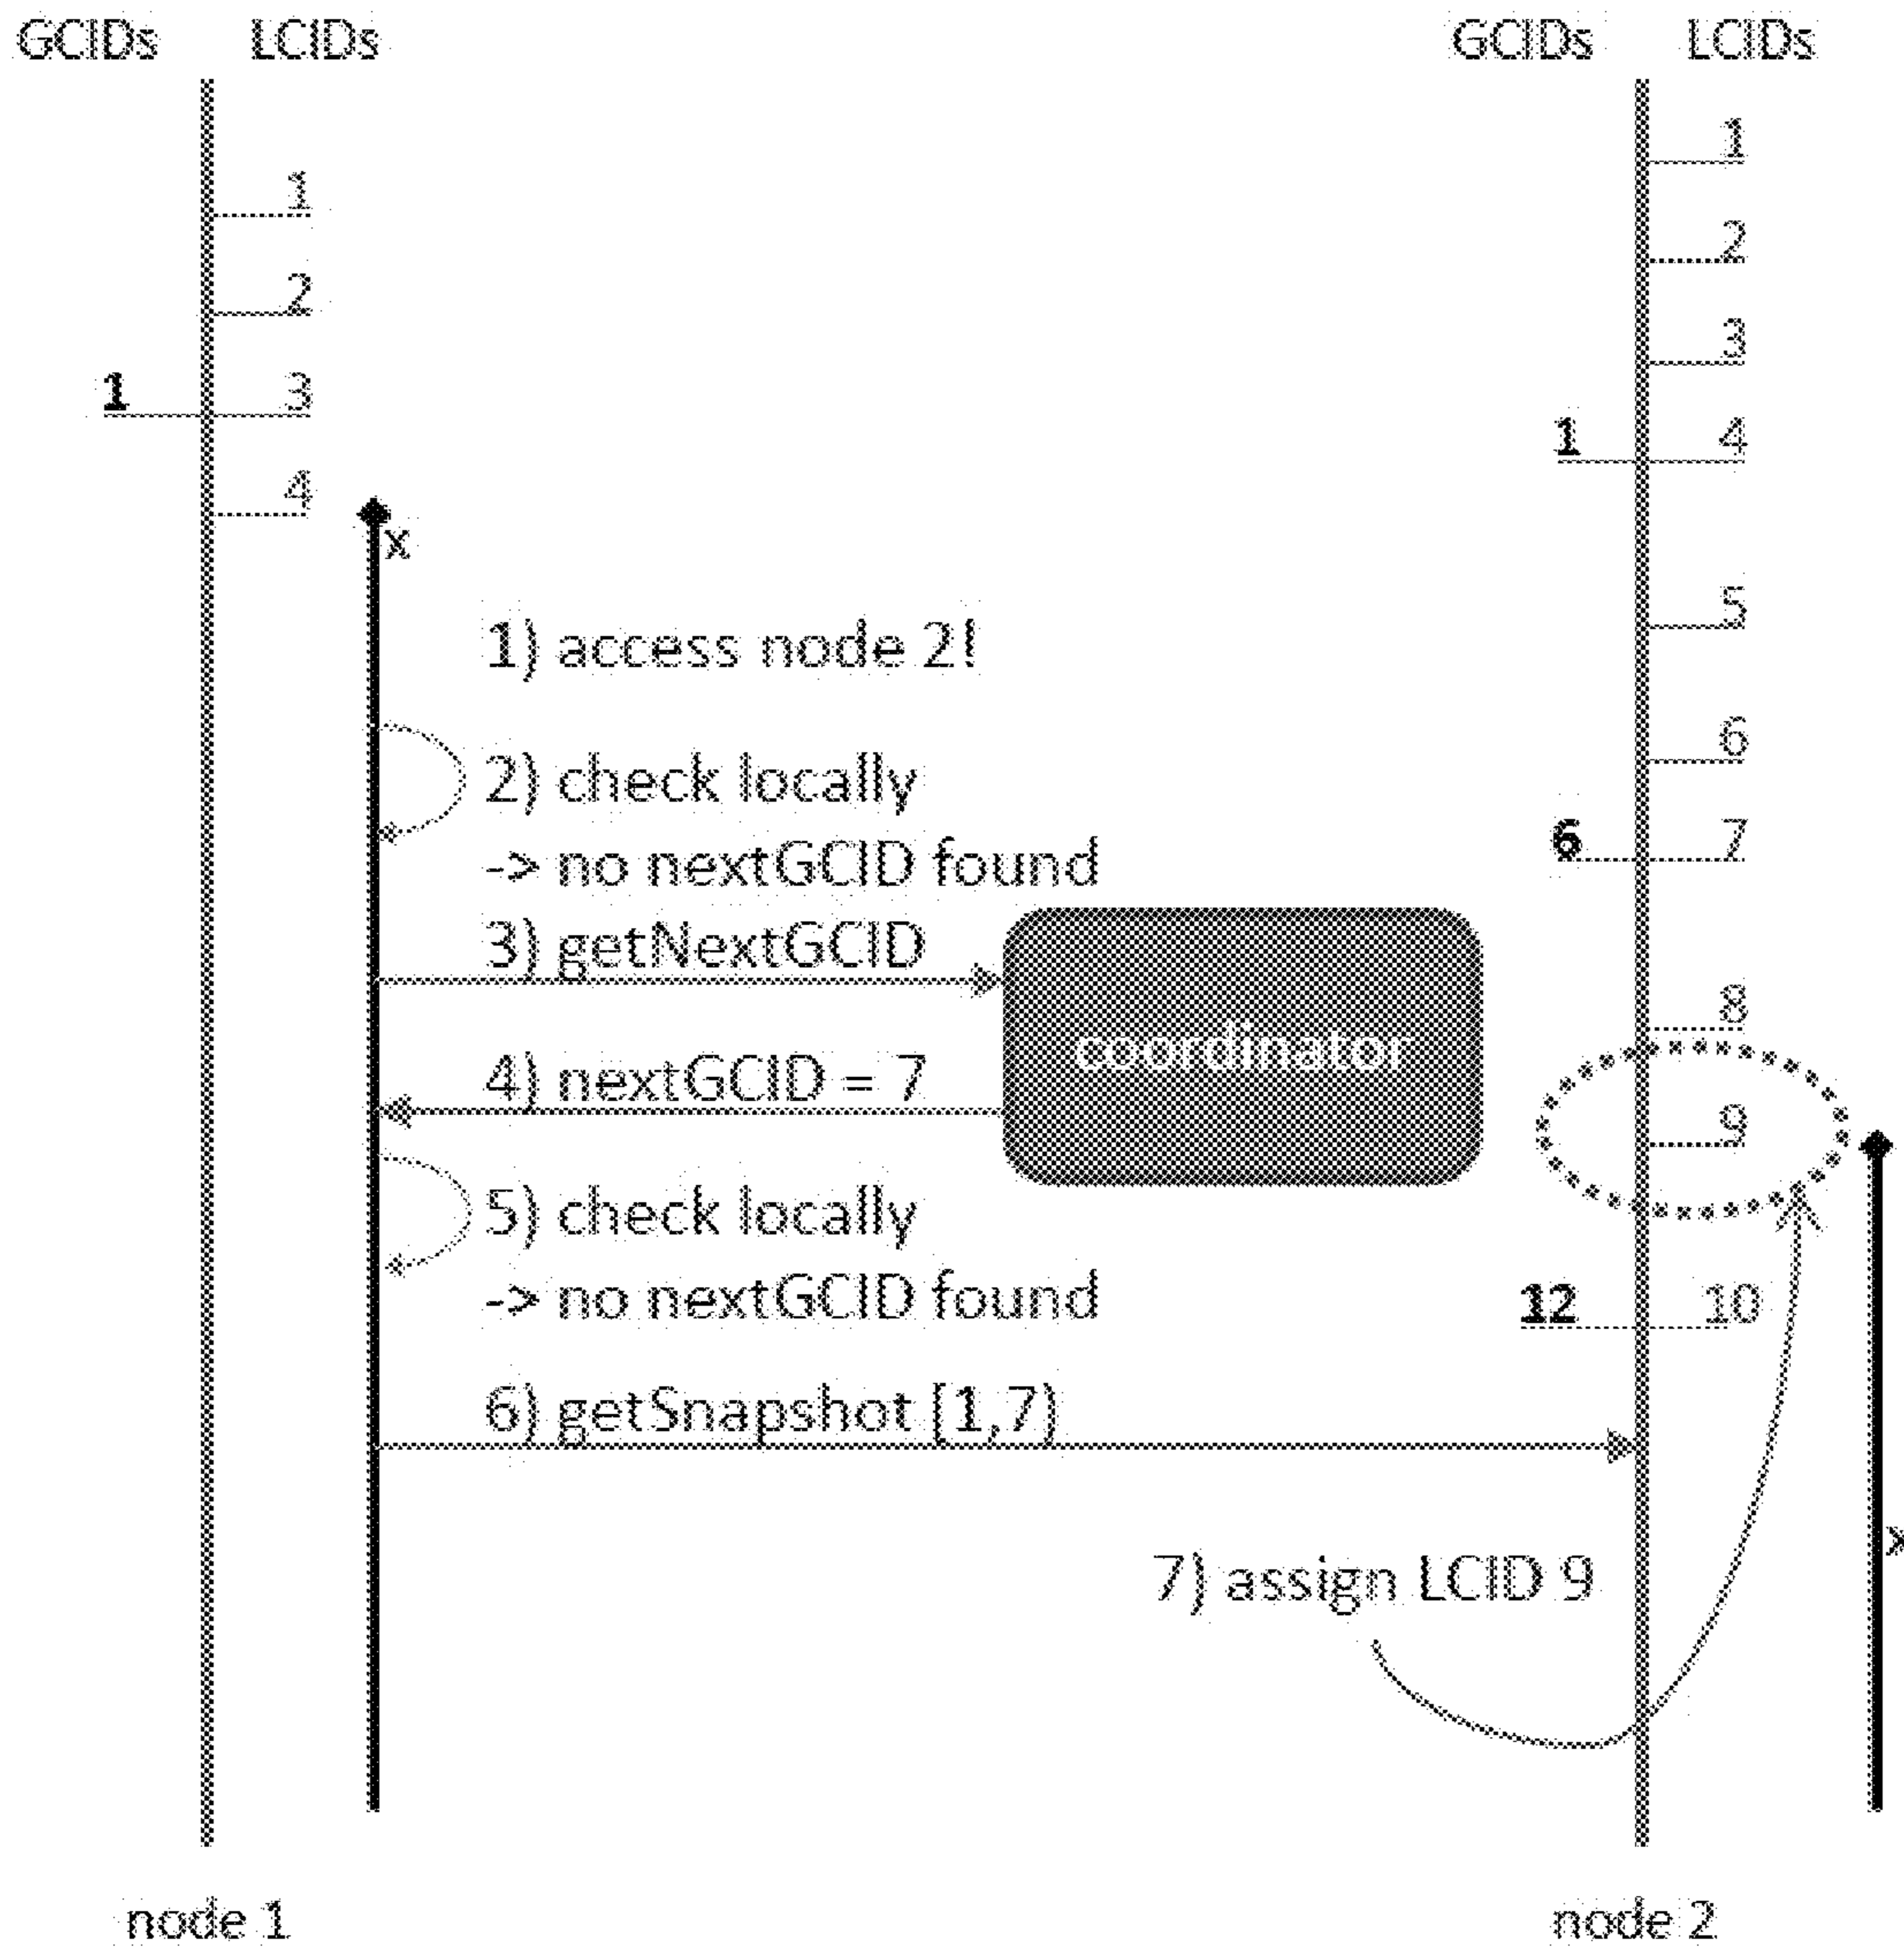 GCIDs LCIDs
GCIDs LCIDs
1
2
1 3
4
x
1) access node 2!
2) check locally
-> no nextGCID found
3) getNextGCID
4) nextGCID = 7
coordinator
5) check locally
-> no nextGCID found
6) getSnapshot [1,7)
7) assign LCID 9
1
2
3
1 4
5
6
6 7
8
9
12 10
x
node 1
node 2